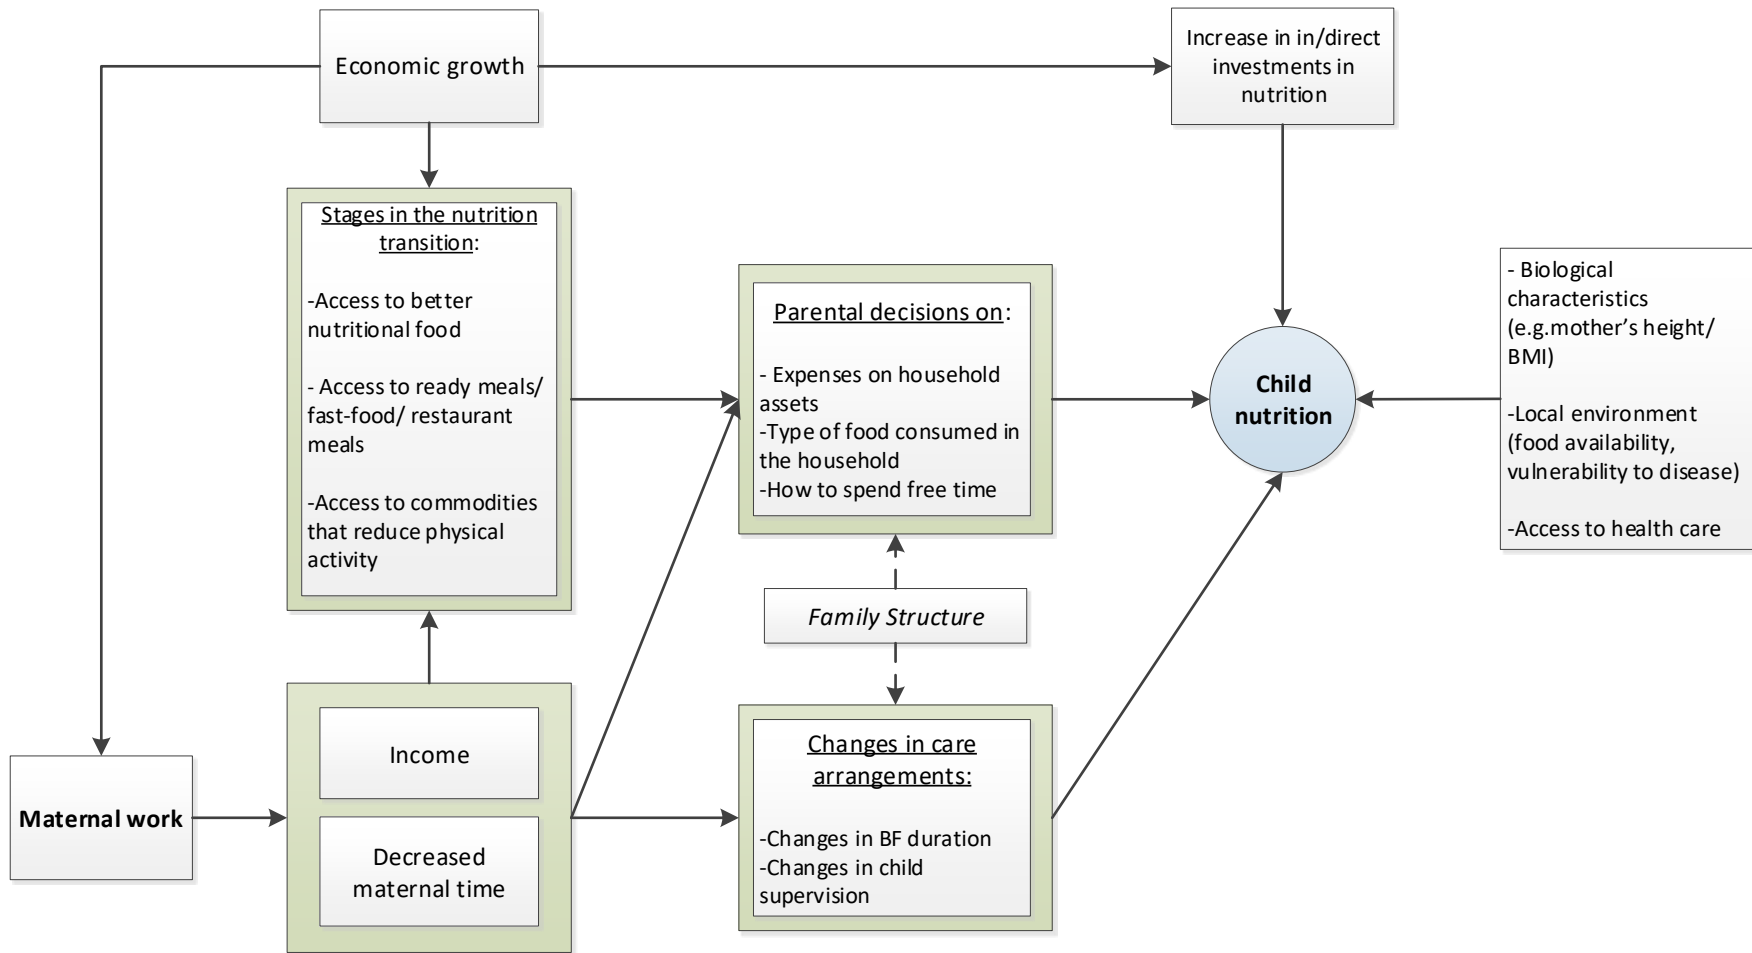 Economic growth
Increase in in/direct
investments in
nutrition
Stages in the nutrition
transition:
-Access to better
nutritional food
- Access to ready meals/
fast-food/ restaurant
meals
-Access to commodities
that reduce physical
activity
Parental decisions on:
- Expenses on household
assets
-Type of food consumed in
the household
-How to spend free time
Child
nutrition
- Biological
characteristics
(e.g.mother’s height/
BMI)
-Local environment
(food availability,
vulnerability to disease)
-Access to health care
Family Structure
Maternal work
Income
Decreased
maternal time
Changes in care
arrangements:
-Changes in BF duration
-Changes in child
supervision